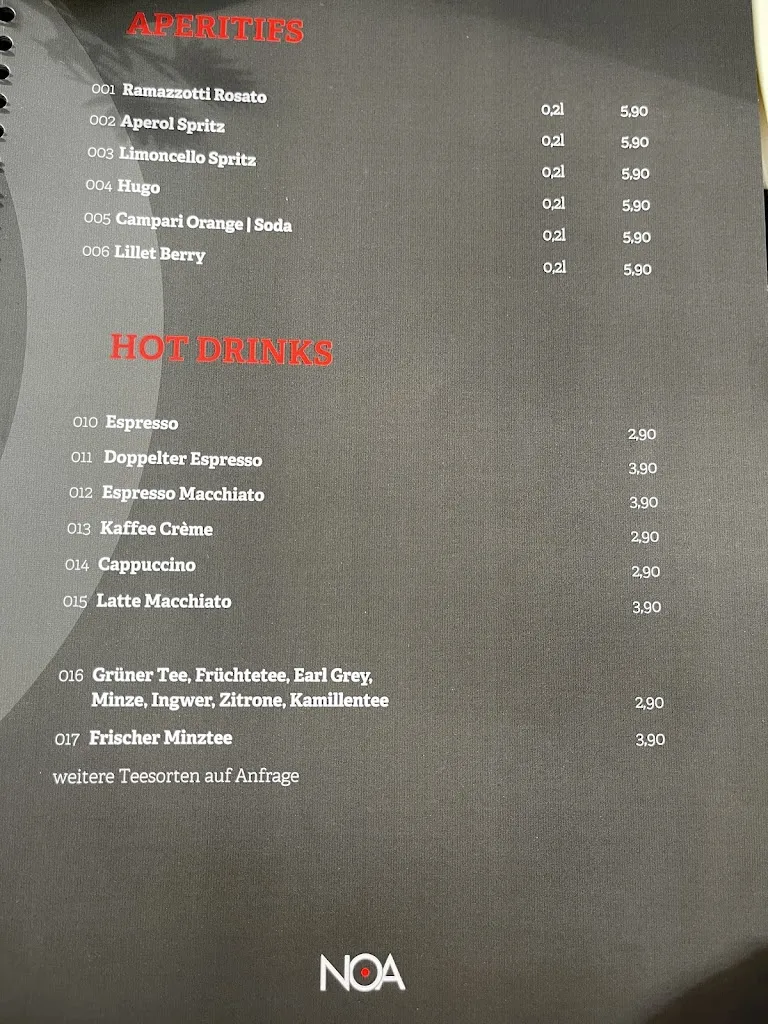 APERITIFS
001 Ramazzotti Rosato 0,2l 5,90
002 Aperol Spritz 0,2l 5,90
003 Limoncello Spritz 0,2l 5,90
004 Hugo 0,2l 5,90
005 Campari Orange | Soda 0,2l 5,90
006 Lillet Berry 0,2l 5,90
HOT DRINKS
010 Espresso 2,90
011 Doppelter Espresso 3,90
012 Espresso Macchiato 3,90
013 Kaffee Crème 2,90
014 Cappuccino 2,90
015 Latte Macchiato 3,90
016 Grüner Tee, Früchtetee, Earl Grey,
Minze, Ingwer, Zitrone, Kamillentee 2,90
017 Frischer Minztee 3,90
weitere Teesorten auf Anfrage
NOA